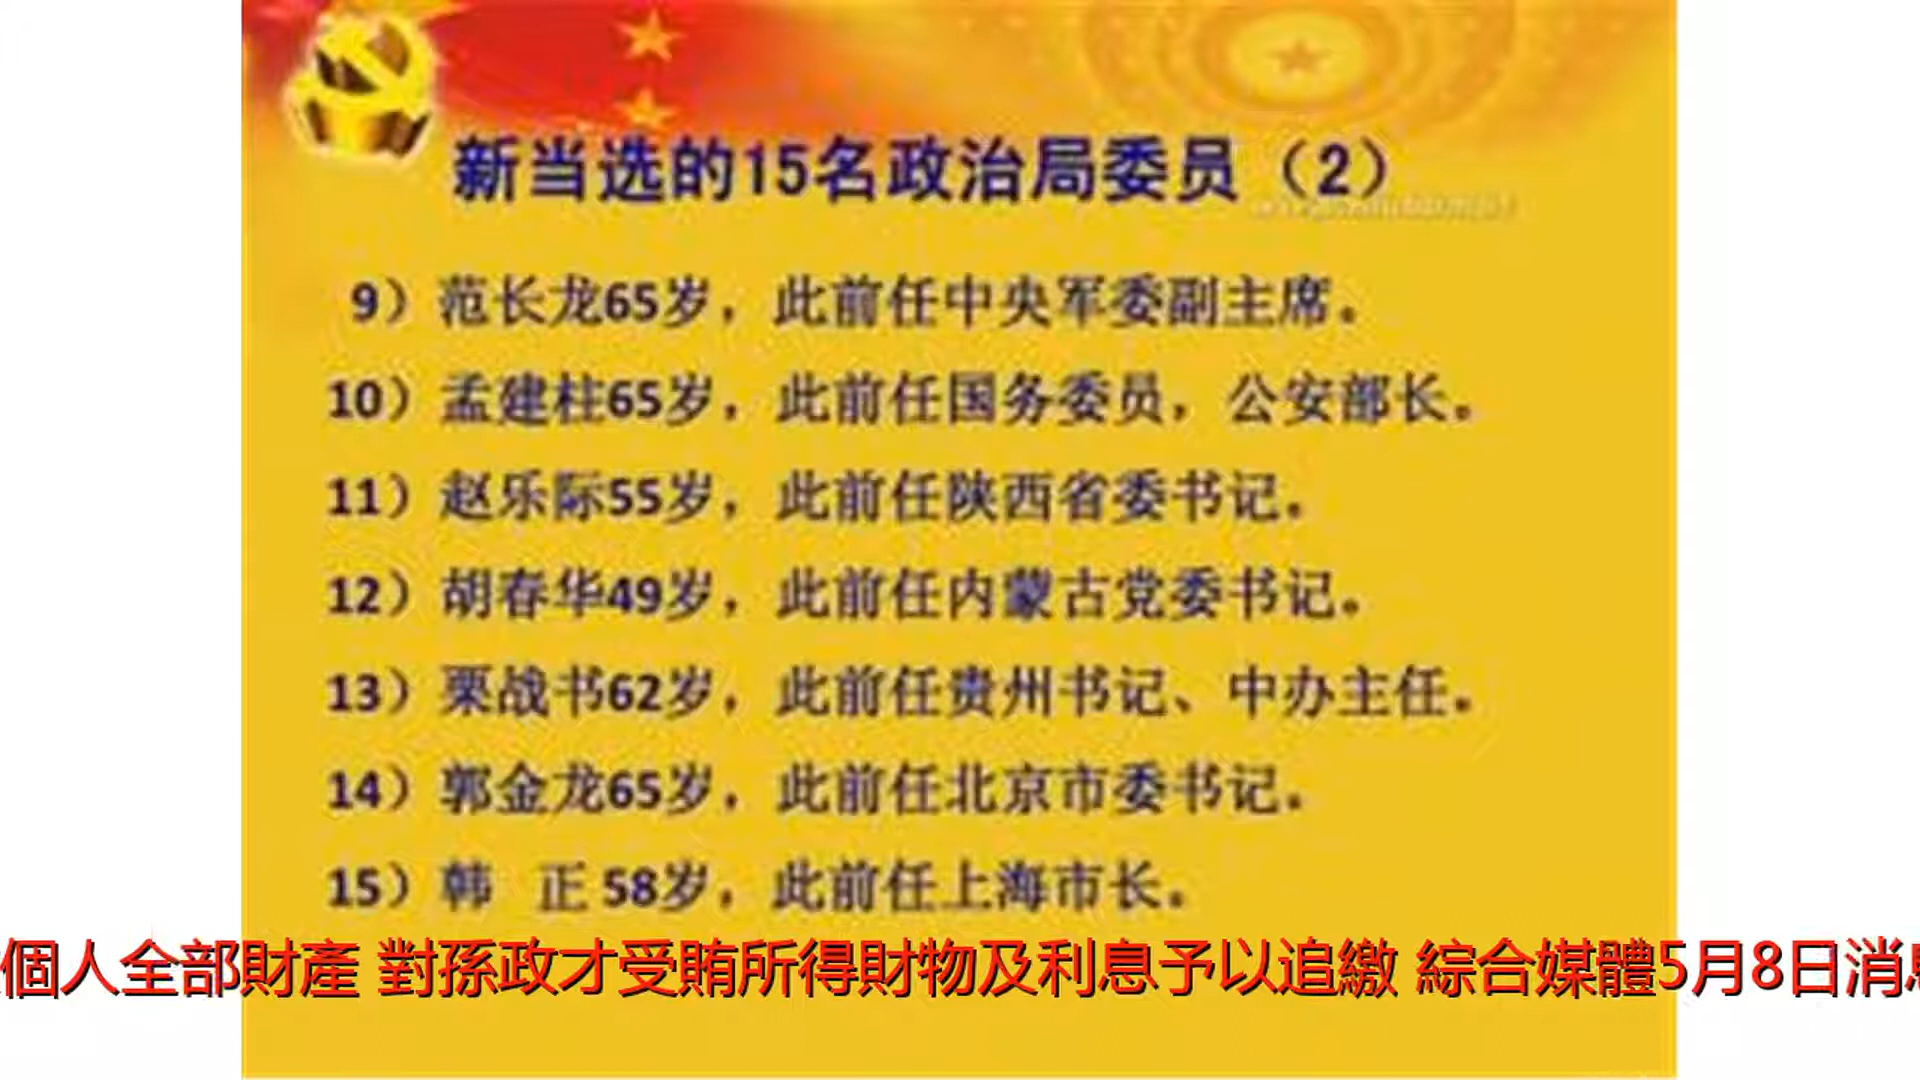 新当选的15名政治局委员（2）
9）范长龙65岁，此前任中央军委副主席。
10）孟建柱65岁，此前任国务委员，公安部长。
11）赵乐际55岁，此前任陕西省委书记。
12）胡春华49岁，此前任内蒙古党委书记。
13）栗战书62岁，此前任贵州书记、中办主任。
14）郭金龙65岁，此前任北京市委书记。
15）韩 正 58岁，此前任上海市长。
個人全部財產 對孫政才受賄所得財物及利息予以追繳 綜合媒體5月8日消息